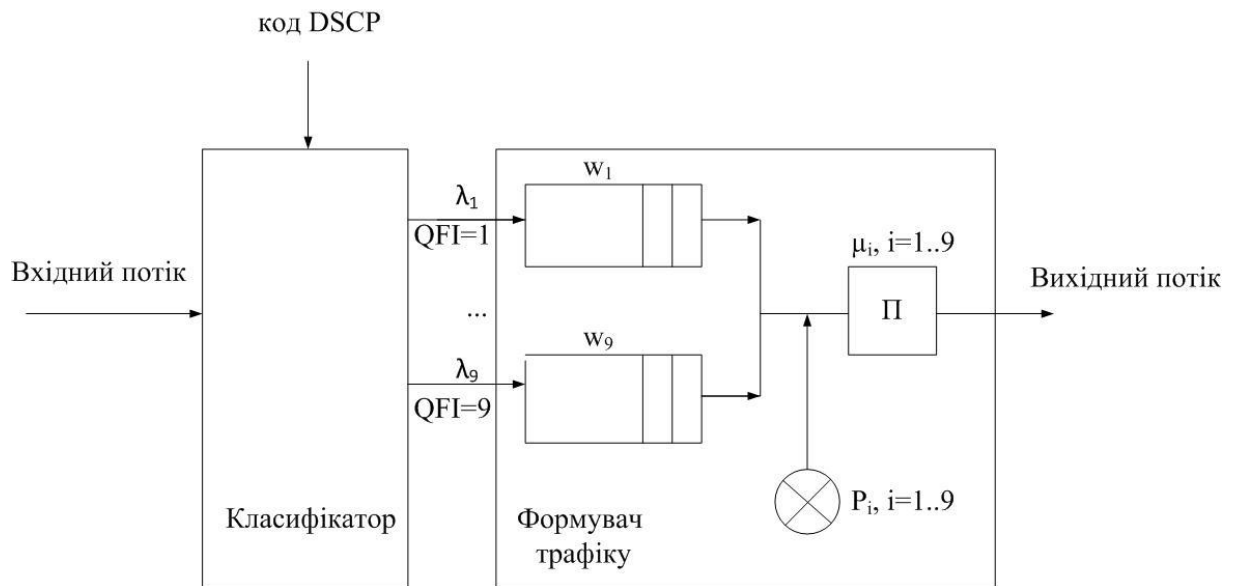 код DSCP
w₁
λ₁
QFI=1
μᵢ, i=1..9
Вхідний потік
П
Вихідний потік
...
w₉
λ₉
QFI=9
Pᵢ, i=1..9
Класифікатор
Формувач
трафіку